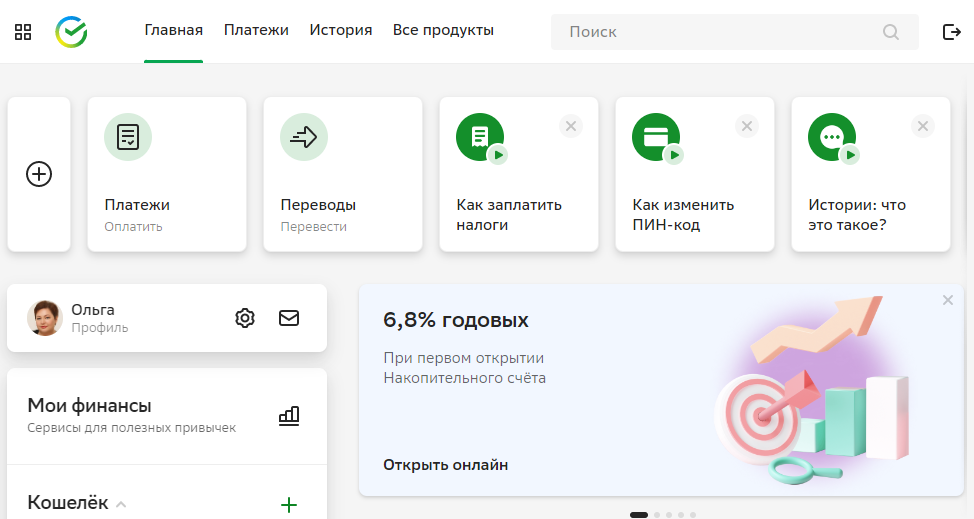 Главная Платежи История Все продукты Поиск
Платежи
Оплатить
Переводы
Перевести
Как заплатить
налоги
Как изменить
ПИН-код
Истории: что
это такое?
Ольга
Профиль
Мои финансы
Сервисы для полезных привычек
Кошелёк
6,8% годовых
При первом открытии
Накопительного счёта
Открыть онлайн